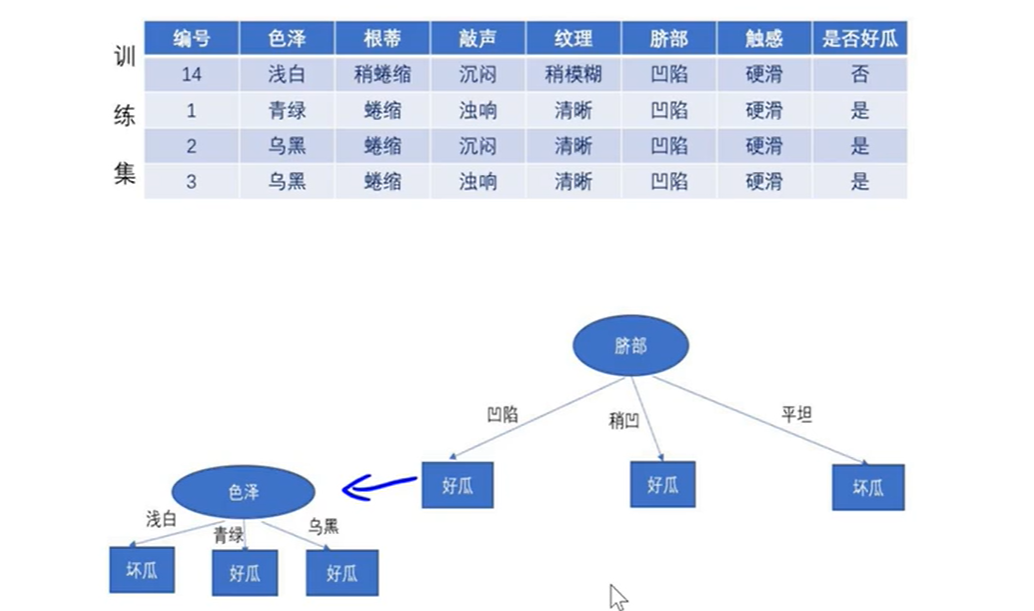 训练集
编号 色泽 根蒂 敲声 纹理 脐部 触感 是否好瓜
14 浅白 稍蜷缩 沉闷 稍模糊 凹陷 硬滑 否
1 青绿 蜷缩 浊响 清晰 凹陷 硬滑 是
2 乌黑 蜷缩 沉闷 清晰 凹陷 硬滑 是
3 乌黑 蜷缩 浊响 清晰 凹陷 硬滑 是
脐部
凹陷 稍凹 平坦
好瓜 好瓜 坏瓜
色泽
浅白 青绿 乌黑
坏瓜 好瓜 好瓜